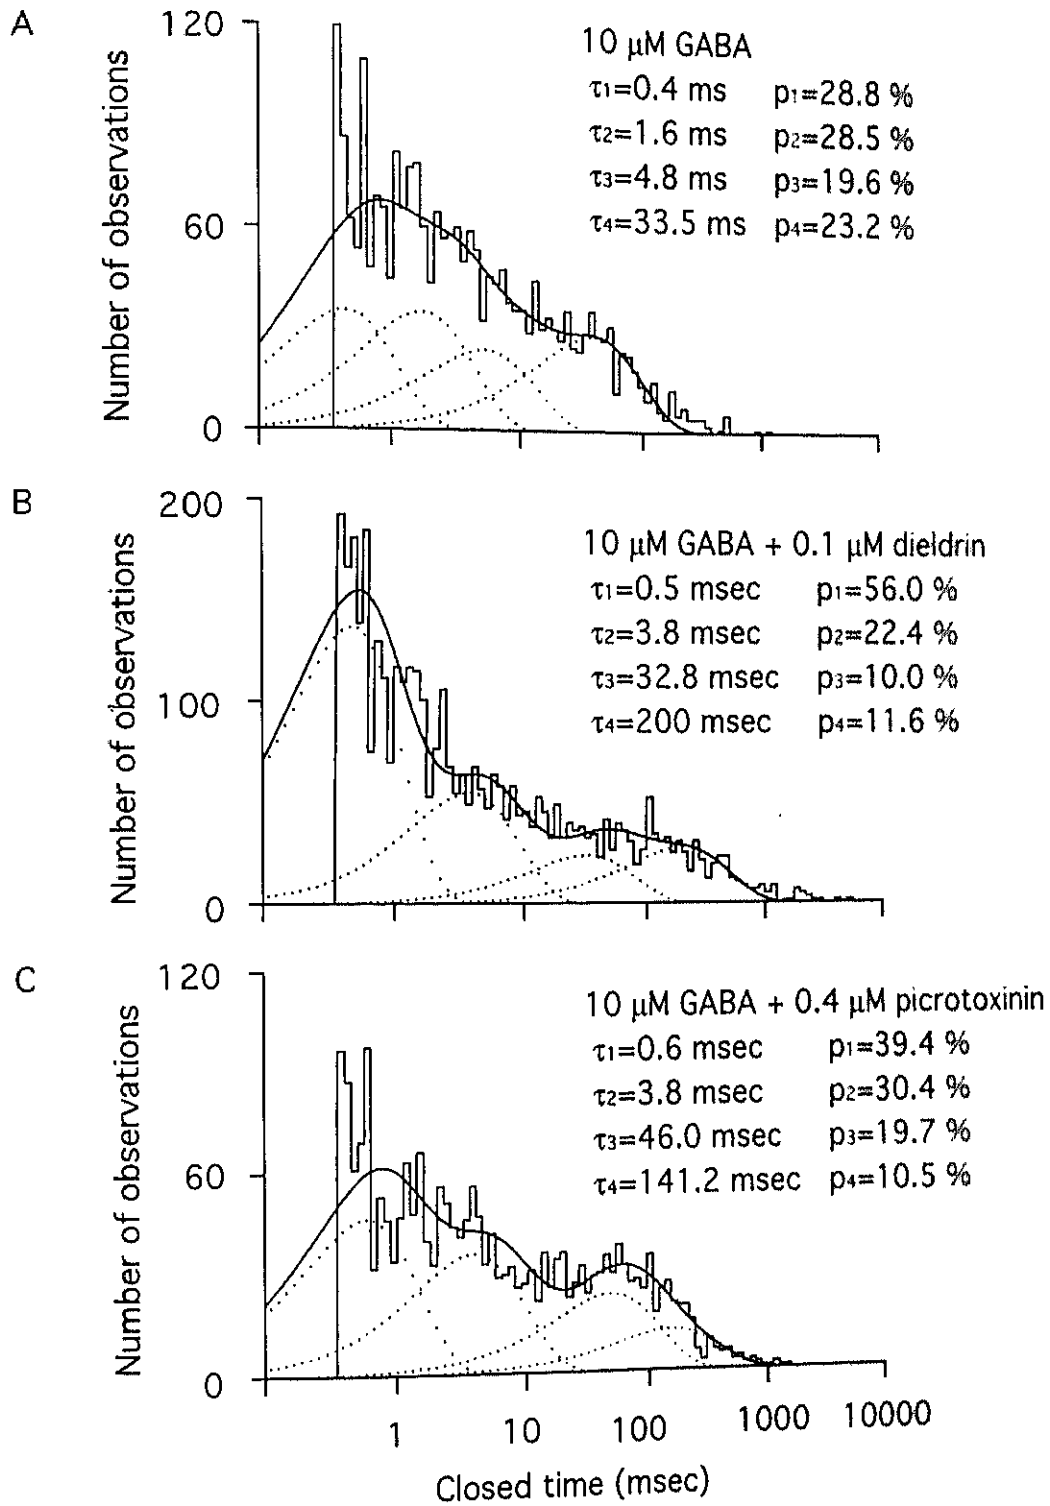 A
120
60
0
Number of observations
10 μM GABA
τ1=0.4 ms p1=28.8 %
τ2=1.6 ms p2=28.5 %
τ3=4.8 ms p3=19.6 %
τ4=33.5 ms p4=23.2 %
B
200
100
0
Number of observations
10 μM GABA + 0.1 μM dieldrin
τ1=0.5 msec p1=56.0 %
τ2=3.8 msec p2=22.4 %
τ3=32.8 msec p3=10.0 %
τ4=200 msec p4=11.6 %
C
120
60
0
Number of observations
10 μM GABA + 0.4 μM picrotoxinin
τ1=0.6 msec p1=39.4 %
τ2=3.8 msec p2=30.4 %
τ3=46.0 msec p3=19.7 %
τ4=141.2 msec p4=10.5 %
1 10 100 1000 10000
Closed time (msec)